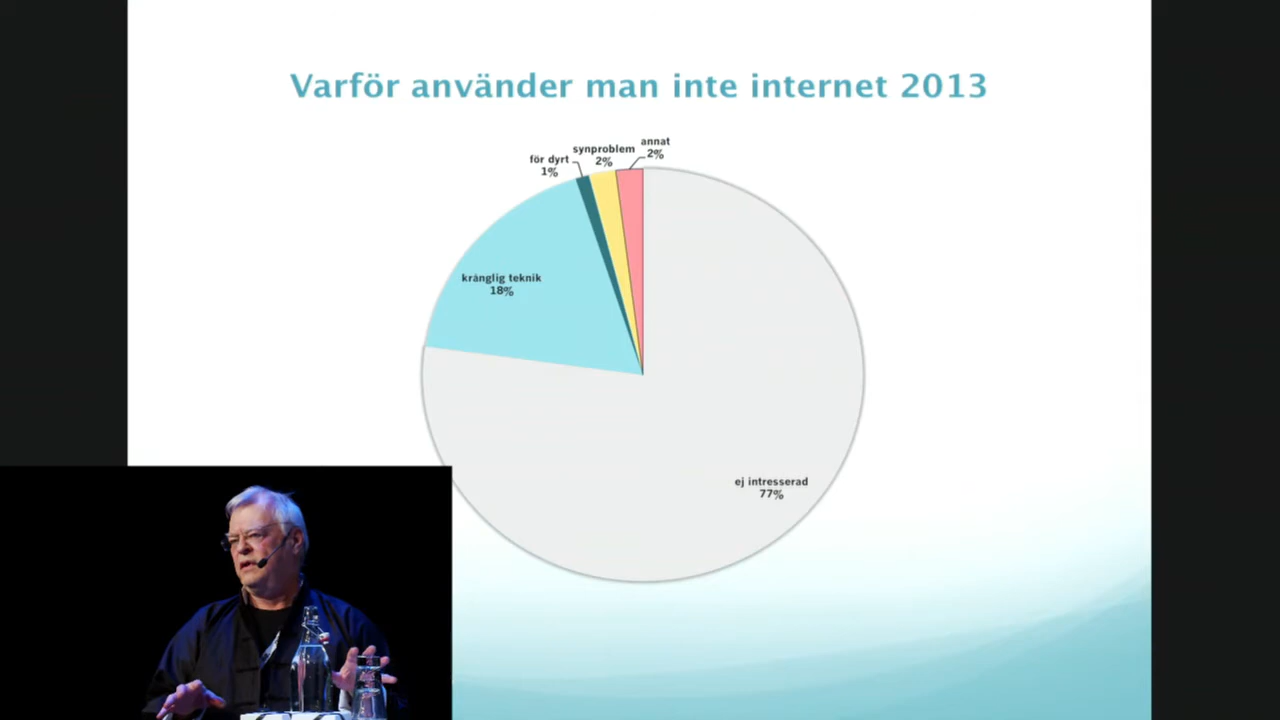 Varför använder man inte internet 2013
för dyrt
1%
synproblem
2%
annat
2%
krånglig teknik
18%
ej intresserad
77%